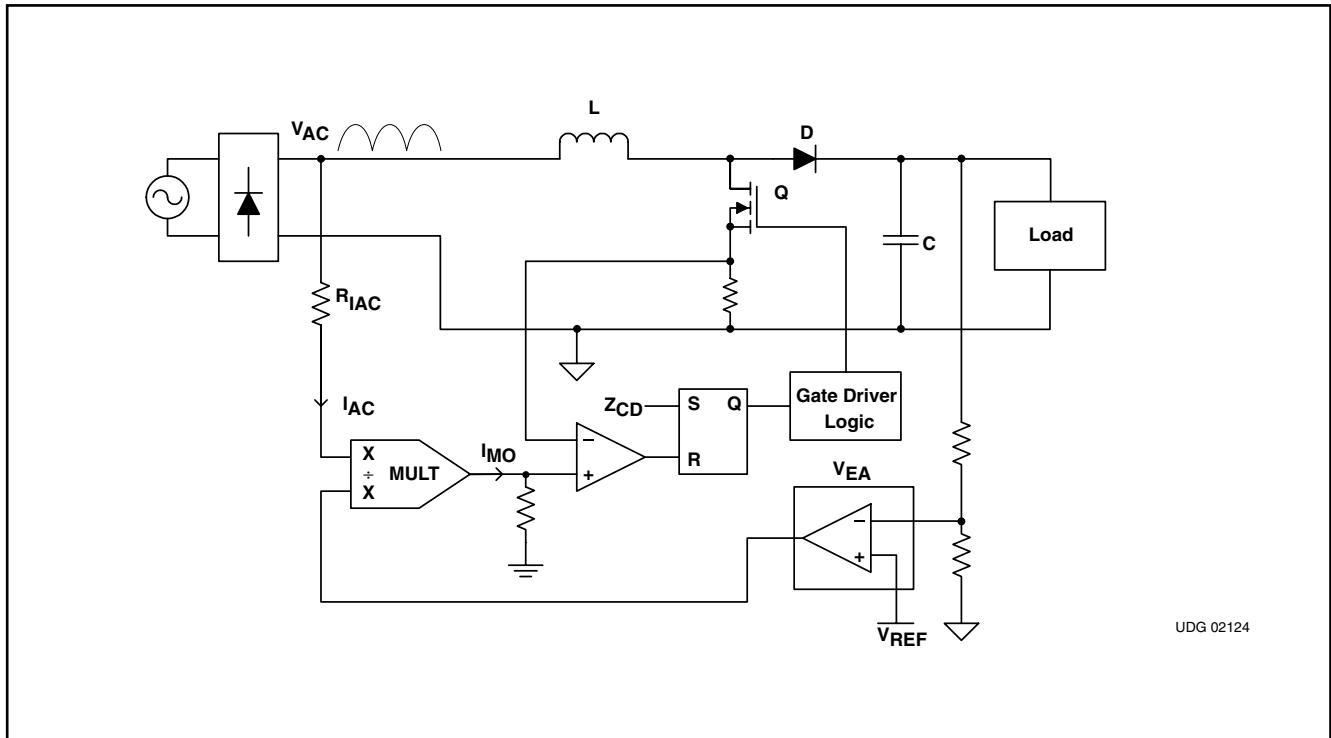 L
VAC
D
Q
C
Load
RIAC
IAC
ZCD
S Q
R
Gate Driver
Logic
X
÷
X
MULT
IMO
−
+
VEA
−
+
VREF
UDG 02124